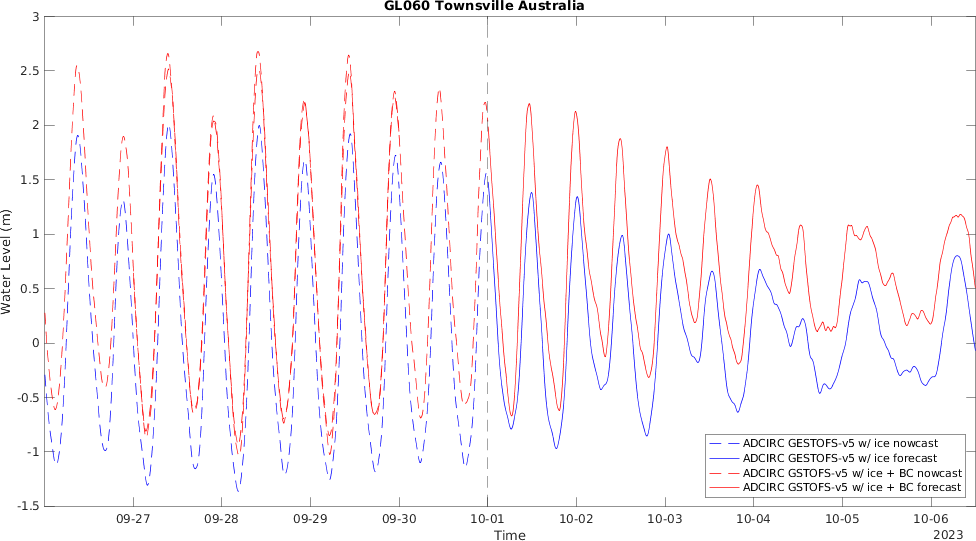 GL060 Townsville Australia
3
2.5
2
1.5
1
0.5
0
-0.5
-1
-1.5
Water Level (m)
09-27 09-28 09-29 09-30 10-01 10-02 10-03 10-04 10-05 10-06
Time
2023
ADCIRC GESTOFS-v5 w/ ice nowcast
ADCIRC GESTOFS-v5 w/ ice forecast
ADCIRC GSTOFS-v5 w/ ice + BC nowcast
ADCIRC GSTOFS-v5 w/ ice + BC forecast